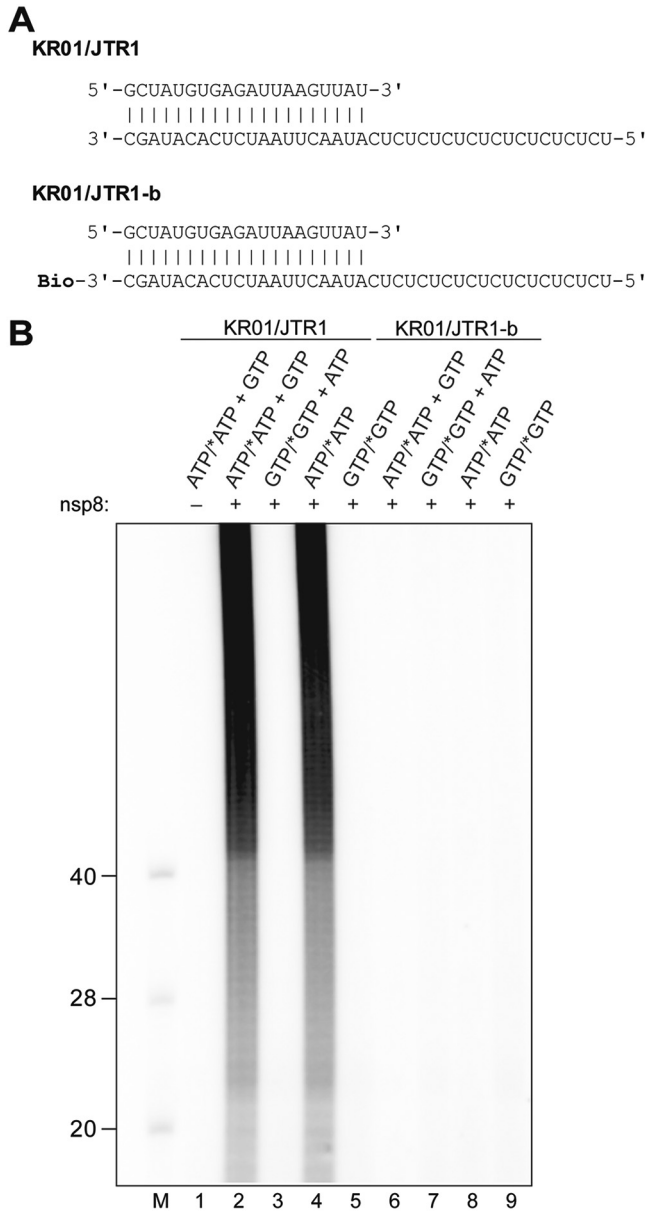 A
KR01/JTR1
5'-GCUAUGUGAGAUUAAGUUAU-3'
||||||||||||||||||||
3'-CGAUACACUCUAAUUCAAUACUCUCUCUCUCUCUCUCUCU-5'
KR01/JTR1-b
5'-GCUAUGUGAGAUUAAGUUAU-3'
||||||||||||||||||||
Bio-3'-CGAUACACUCUAAUUCAAUACUCUCUCUCUCUCUCUCUCU-5'
B
KR01/JTR1 KR01/JTR1-b
ATP/*ATP + GTP
ATP/*ATP + GTP
GTP/*GTP + ATP
ATP/*ATP
GTP/*GTP
ATP/*ATP + GTP
GTP/*GTP + ATP
ATP/*ATP
GTP/*GTP
nsp8: – + + + + + + + +
40
28
20
M 1 2 3 4 5 6 7 8 9